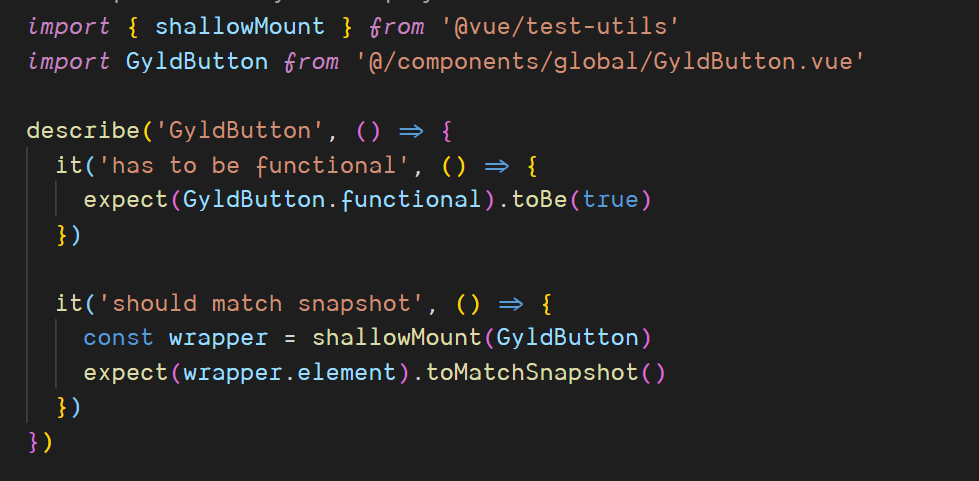 import { shallowMount } from '@vue/test-utils'
import GyldButton from '@/components/global/GyldButton.vue'
describe('GyldButton', () => {
it('has to be functional', () => {
expect(GyldButton.functional).toBe(true)
})
it('should match snapshot', () => {
const wrapper = shallowMount(GyldButton)
expect(wrapper.element).toMatchSnapshot()
})
})